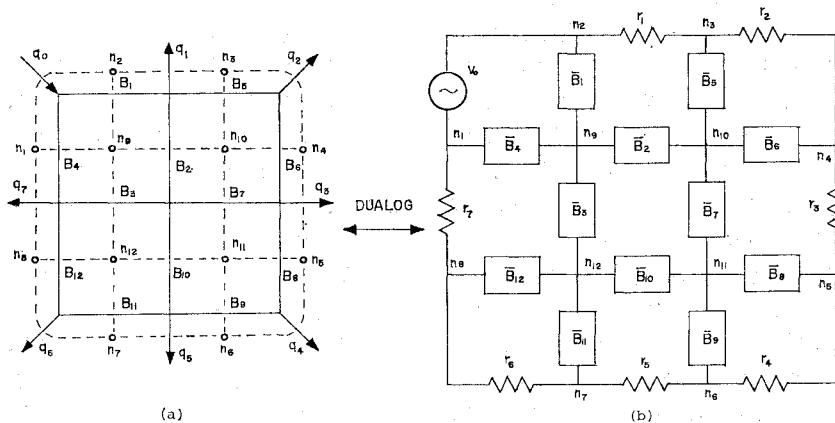 q₀ n₂ q₁ n₃ q₂
B₁ B₅
n₁ n₉ n₁₀ n₄
B₄ B₂ B₆
q₇ B₃ B₇ q₃
n₈ n₁₂ n₁₁ n₅
B₁₂ B₁₀ B₈
B₁₁ B₉
q₆ n₇ q₅ n₆ q₄
(a)
DUALOG
n₂ r₁ n₃ r₂
V₀ B̄₁ B̄₅
n₁ n₉ n₁₀ n₄
B̄₄ B̄₂ B̄₆
r₇ B̄₃ B̄₇ r₃
n₈ n₁₂ n₁₁ n₅
B̄₁₂ B̄₁₀ B̄₈
B̄₁₁ B̄₉
r₆ r₅ r₄
n₇ n₆
(b)